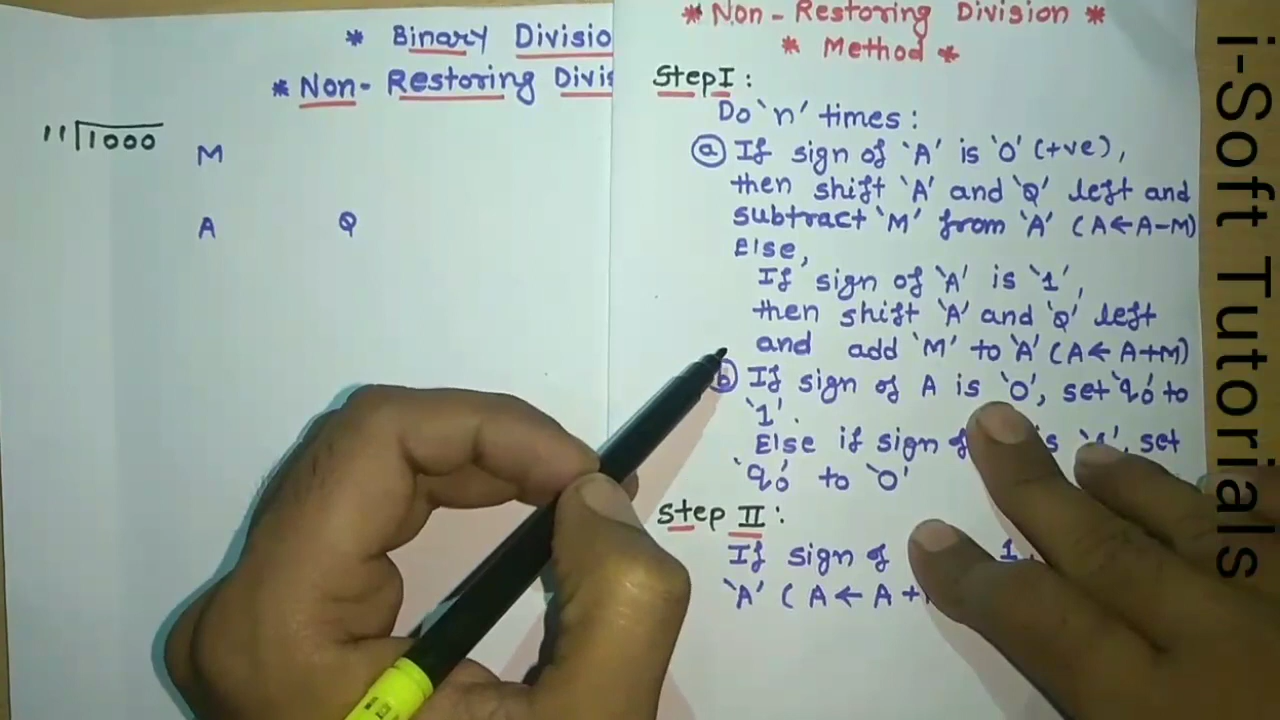 * Binary Divisio
* Non- Restoring Divis
11 1000
M
A Q
* Non-Restoring Division *
* Method *
Step I:
Do `n' times:
a If sign of `A' is `0' (+ve),
then shift `A' and `Q' left and
subtract `M' from `A' (A←A-M)
Else,
If sign of `A' is `1',
then shift `A' and `Q' left
and add `M' to `A' (A← A+M)
b If sign of A is `0', set `q0' to
`1'.
Else if sign is `1', set
`q0' to `0'
Step II:
If sign of 1,
`A' ( A ← A +
i-Soft Tutorials